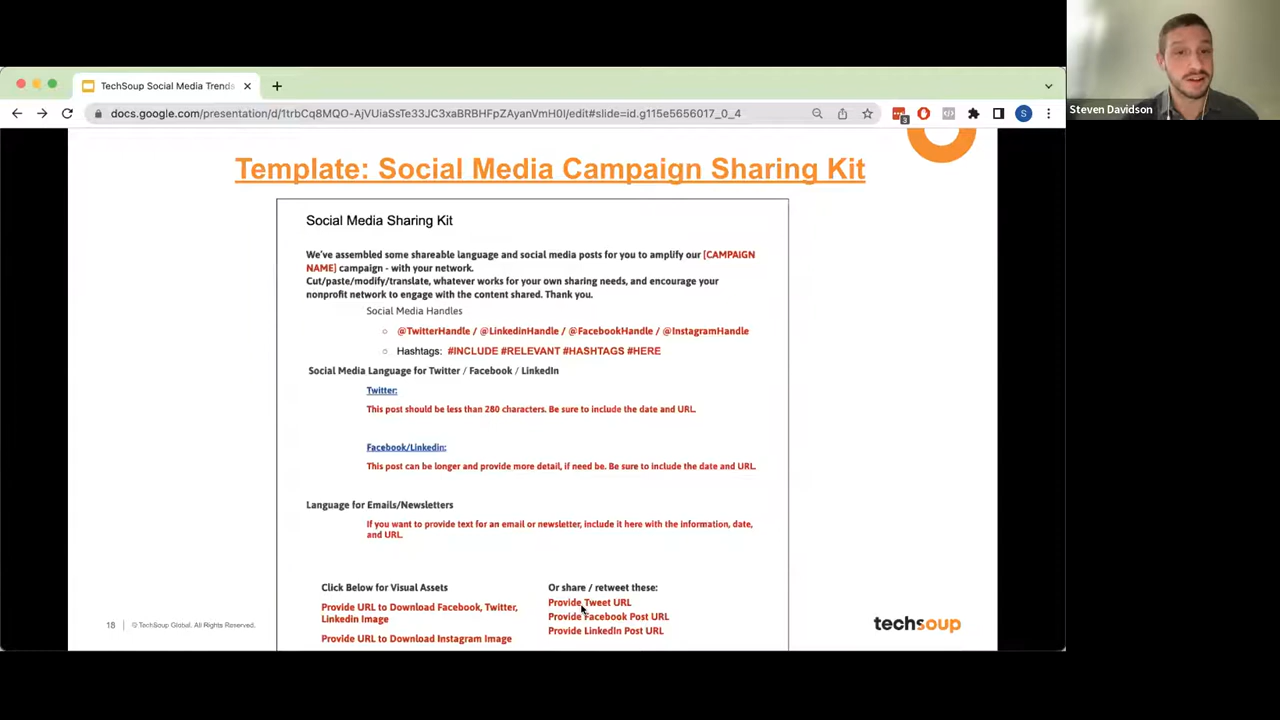 TechSoup Social Media Trends
docs.google.com/presentation/d/1trbCq8MQO-AjVUiaSsTe33JC3xaBRBHFpZAyanVmH0I/edit#slide=id.g115e5656017_0_4
3
S
Steven Davidson
Template: Social Media Campaign Sharing Kit
Social Media Sharing Kit
We've assembled some shareable language and social media posts for you to amplify our [CAMPAIGN
NAME] campaign - with your network.
Cut/paste/modify/translate, whatever works for your own sharing needs, and encourage your
nonprofit network to engage with the content shared. Thank you.
Social Media Handles
@TwitterHandle / @LinkedinHandle / @FacebookHandle / @InstagramHandle
Hashtags: #INCLUDE #RELEVANT #HASHTAGS #HERE
Social Media Language for Twitter / Facebook / LinkedIn
Twitter:
This post should be less than 280 characters. Be sure to include the date and URL.
Facebook/Linkedin:
This post can be longer and provide more detail, if need be. Be sure to include the date and URL.
Language for Emails/Newsletters
If you want to provide text for an email or newsletter, include it here with the information, date,
and URL.
Click Below for Visual Assets
Provide URL to Download Facebook, Twitter,
Linkedin Image
Provide URL to Download Instagram Image
Or share / retweet these:
Provide Tweet URL
Provide Facebook Post URL
Provide LinkedIn Post URL
18
© TechSoup Global. All Rights Reserved.
techsoup